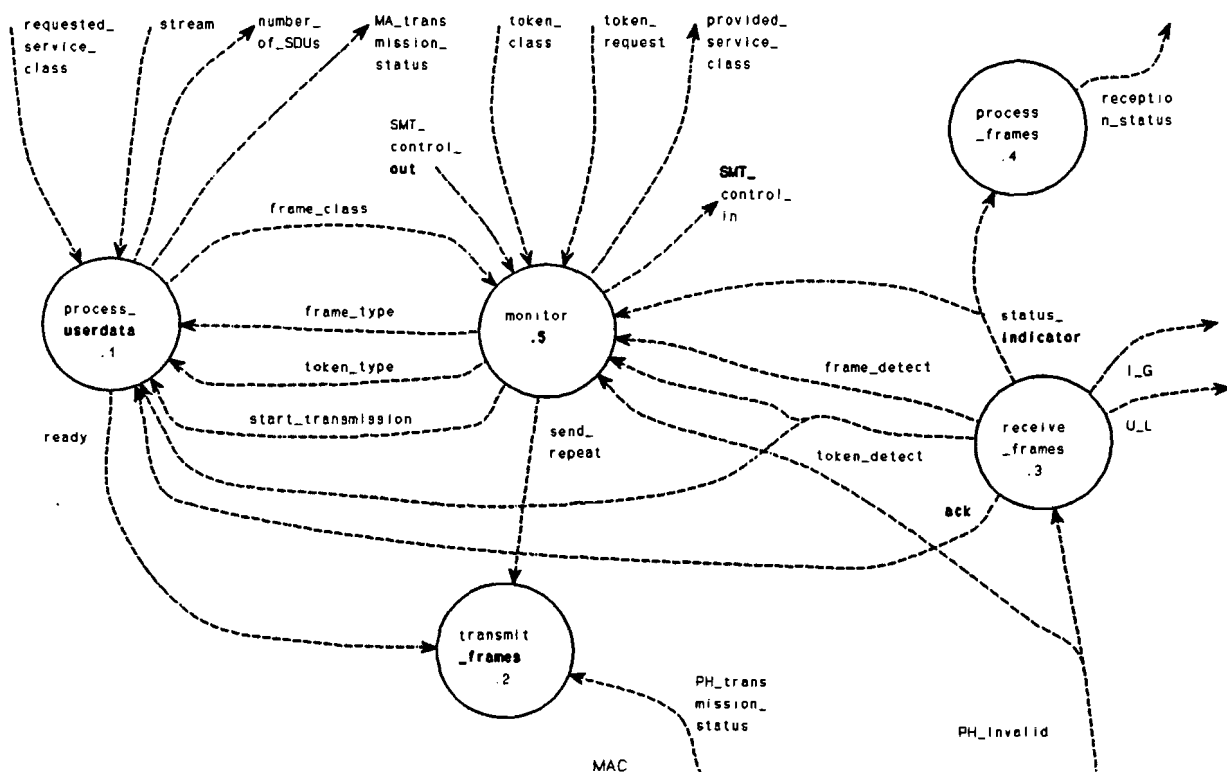 requested_
service_
class
stream
number_
of_SDUs
MA_trans
mission_
status
token_
class
token_
request
provided_
service_
class
SMT_
control_
out
SMT_
control_
in
process
_frames
.4
receptio
n_status
frame_class
process_
userdata
.1
frame_type
monitor
.5
status_
indicator
token_type
frame_detect
I_G
start_transmission
ready
send_
repeat
token_detect
receive
_frames
.3
U_L
ack
transmit
_frames
.2
PH_trans
mission_
status
PH_Invalid
MAC